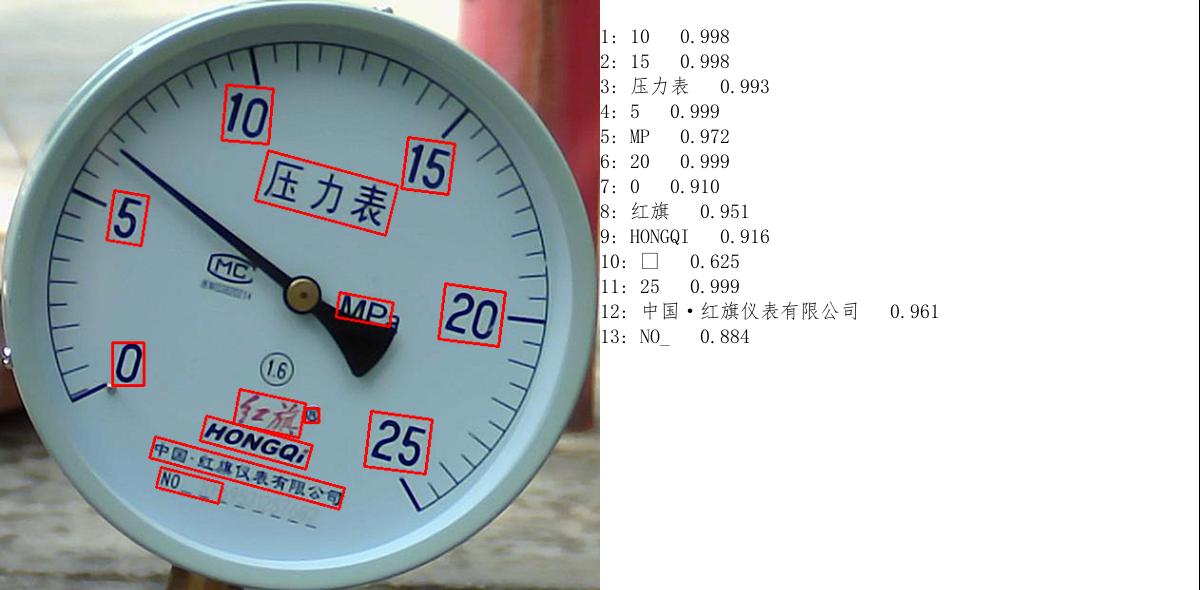 10
15
压力表
5
MC
MPa
20
0
1.6
红旗®
HONGQi
25
中国·红旗仪表有限公司
NO_
1: 10 0.998
2: 15 0.998
3: 压力表 0.993
4: 5 0.999
5: MP 0.972
6: 20 0.999
7: 0 0.910
8: 红旗 0.951
9: HONGQI 0.916
10: □ 0.625
11: 25 0.999
12: 中国·红旗仪表有限公司 0.961
13: NO_ 0.884